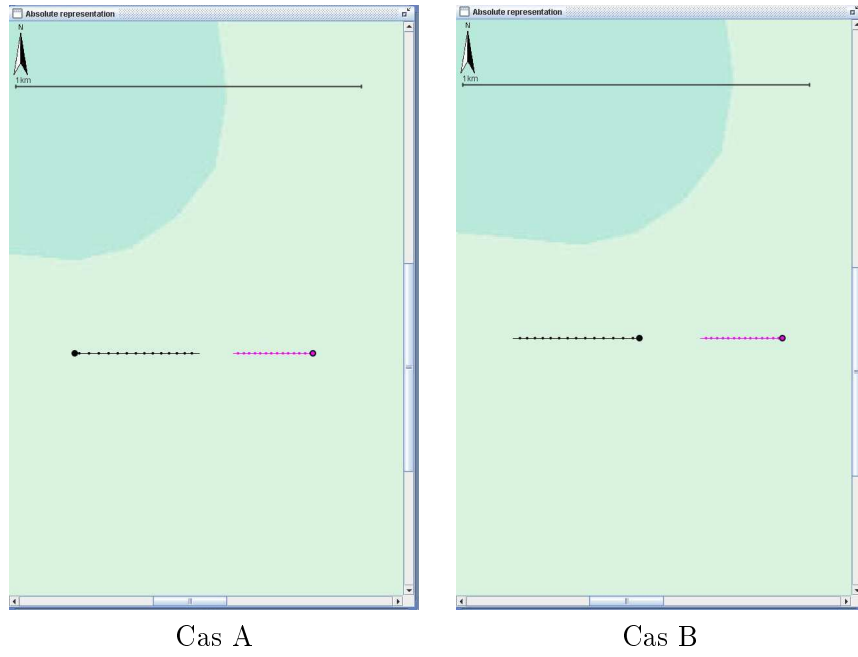 Absolute representation
N
1km
Cas A
Absolute representation
N
1km
Cas B